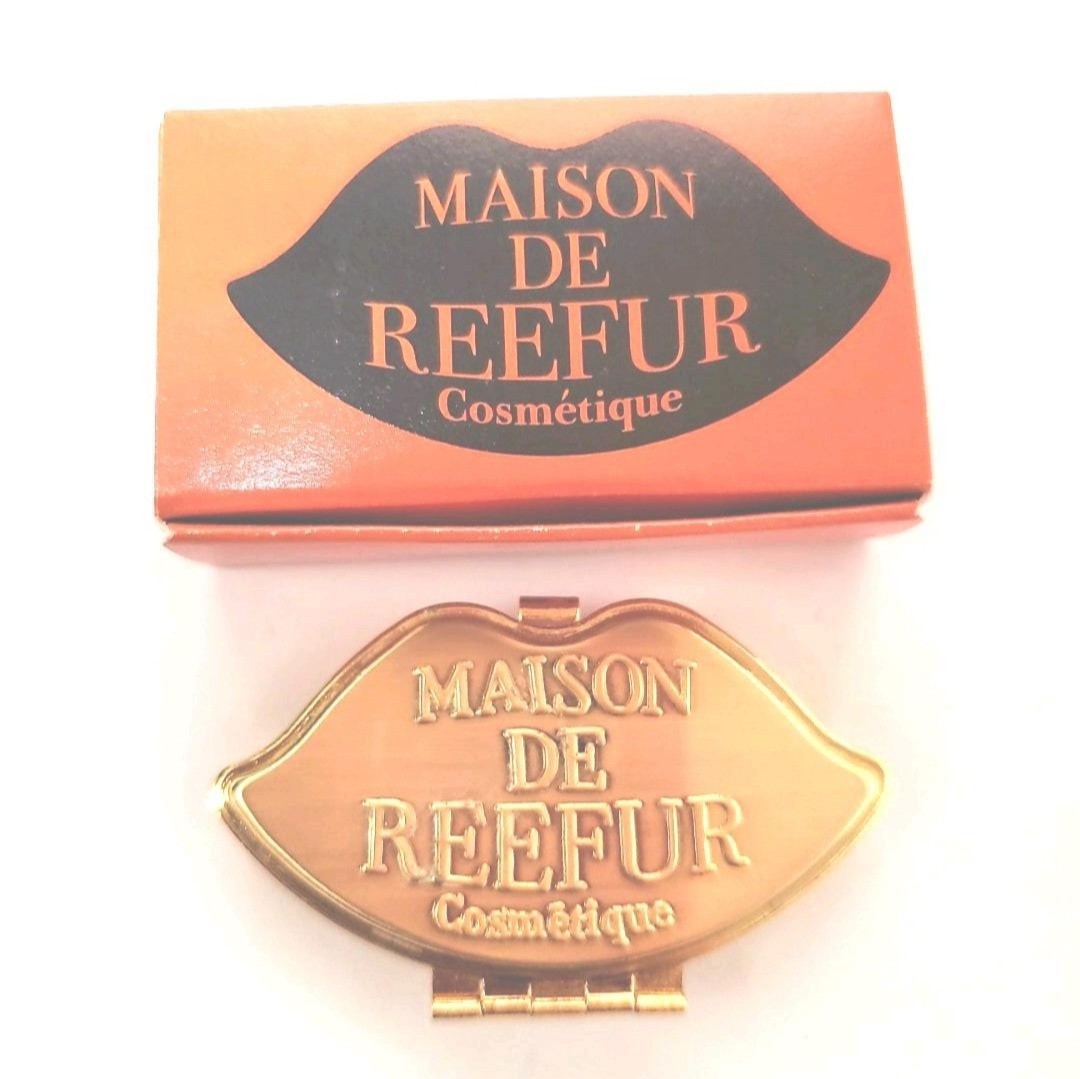 MAISON
DE
REEFUR
Cosmétique
MAISON
DE
REEFUR
Cosmétique